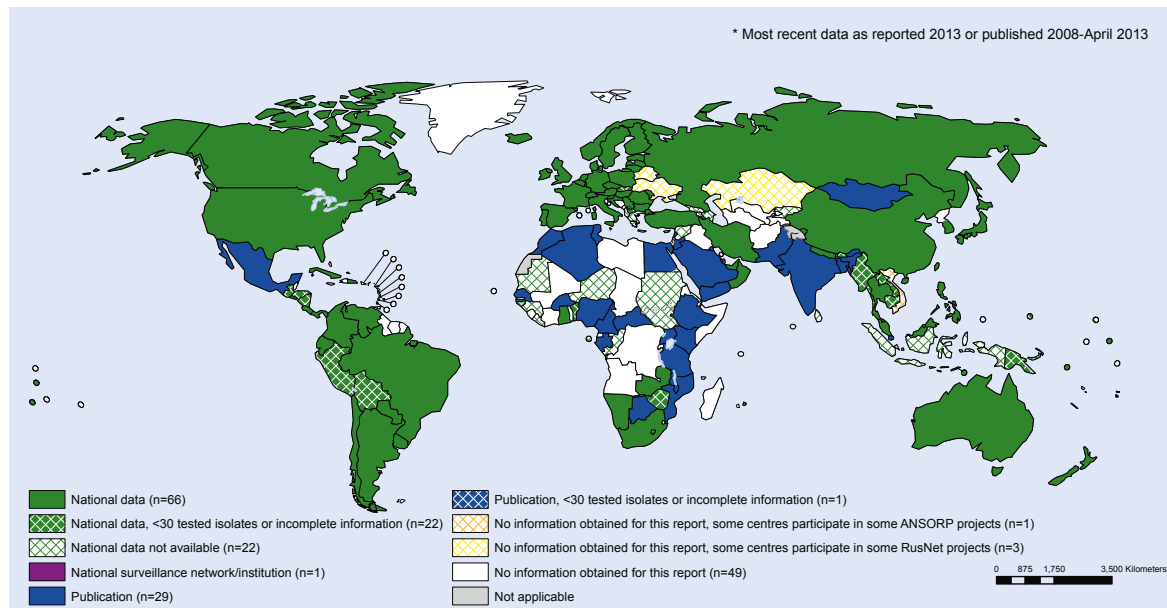 * Most recent data as reported 2013 or published 2008-April 2013
National data (n=66)
National data, <30 tested isolates or incomplete information (n=22)
National data not available (n=22)
National surveillance network/institution (n=1)
Publication (n=29)
Publication, <30 tested isolates or incomplete information (n=1)
No information obtained for this report, some centres participate in some ANSORP projects (n=1)
No information obtained for this report, some centres participate in some RusNet projects (n=3)
No information obtained for this report (n=49)
Not applicable
0 875 1,750 3,500 Kilometers